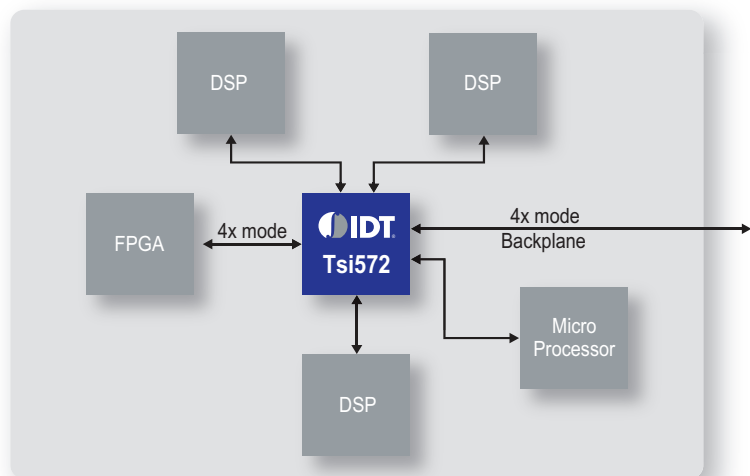 DSP
DSP
FPGA
4x mode
IDT.
Tsi572
4x mode
Backplane
Micro
Processor
DSP